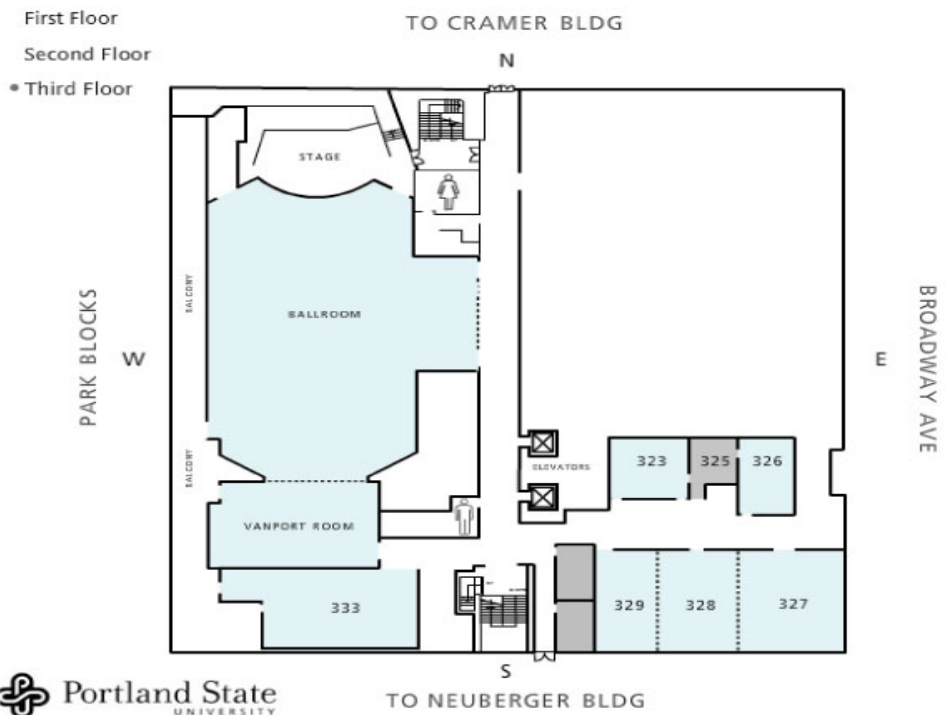 First Floor
Second Floor
• Third Floor
TO CRAMER BLDG
N
STAGE
BALCONY
BALLROOM
PARK BLOCKS
W
E
BROADWAY AVE
BALCONY
ELEVATORS
323
325
326
VANPORT ROOM
333
329
328
327
S
TO NEUBERGER BLDG
Portland State
UNIVERSITY